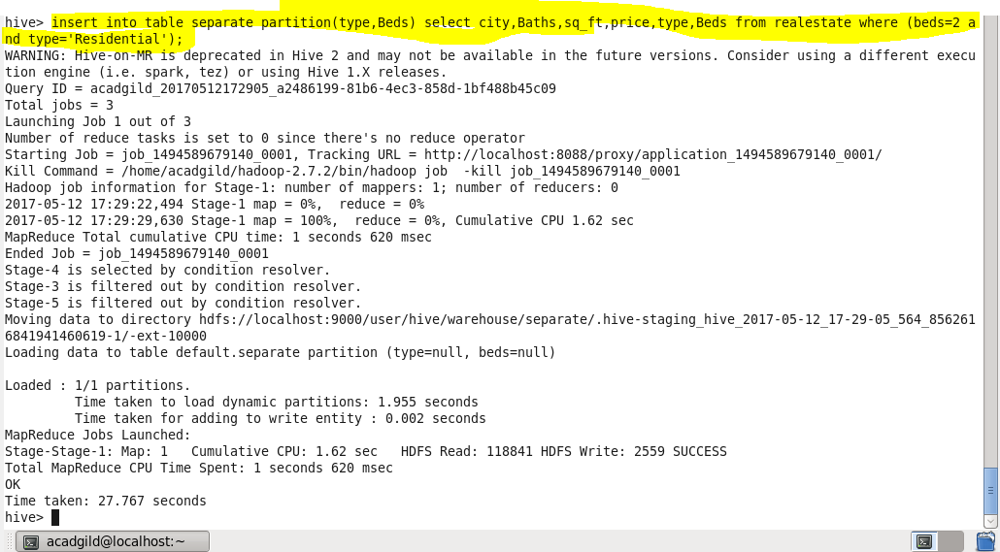 hive> insert into table separate partition(type,Beds) select city,Baths,sq_ft,price,type,Beds from realestate where (beds=2 a
nd type='Residential');
WARNING: Hive-on-MR is deprecated in Hive 2 and may not be available in the future versions. Consider using a different execu
tion engine (i.e. spark, tez) or using Hive 1.X releases.
Query ID = acadgild_20170512172905_a2486199-81b6-4ec3-858d-1bf488b45c09
Total jobs = 3
Launching Job 1 out of 3
Number of reduce tasks is set to 0 since there's no reduce operator
Starting Job = job_1494589679140_0001, Tracking URL = http://localhost:8088/proxy/application_1494589679140_0001/
Kill Command = /home/acadgild/hadoop-2.7.2/bin/hadoop job  -kill job_1494589679140_0001
Hadoop job information for Stage-1: number of mappers: 1; number of reducers: 0
2017-05-12 17:29:22,494 Stage-1 map = 0%,  reduce = 0%
2017-05-12 17:29:29,630 Stage-1 map = 100%,  reduce = 0%, Cumulative CPU 1.62 sec
MapReduce Total cumulative CPU time: 1 seconds 620 msec
Ended Job = job_1494589679140_0001
Stage-4 is selected by condition resolver.
Stage-3 is filtered out by condition resolver.
Stage-5 is filtered out by condition resolver.
Moving data to directory hdfs://localhost:9000/user/hive/warehouse/separate/.hive-staging_hive_2017-05-12_17-29-05_564_856261
6841941460619-1/-ext-10000
Loading data to table default.separate partition (type=null, beds=null)

Loaded : 1/1 partitions.
         Time taken to load dynamic partitions: 1.955 seconds
         Time taken for adding to write entity : 0.002 seconds
MapReduce Jobs Launched:
Stage-Stage-1: Map: 1   Cumulative CPU: 1.62 sec   HDFS Read: 118841 HDFS Write: 2559 SUCCESS
Total MapReduce CPU Time Spent: 1 seconds 620 msec
OK
Time taken: 27.767 seconds
hive>
acadgild@localhost:~